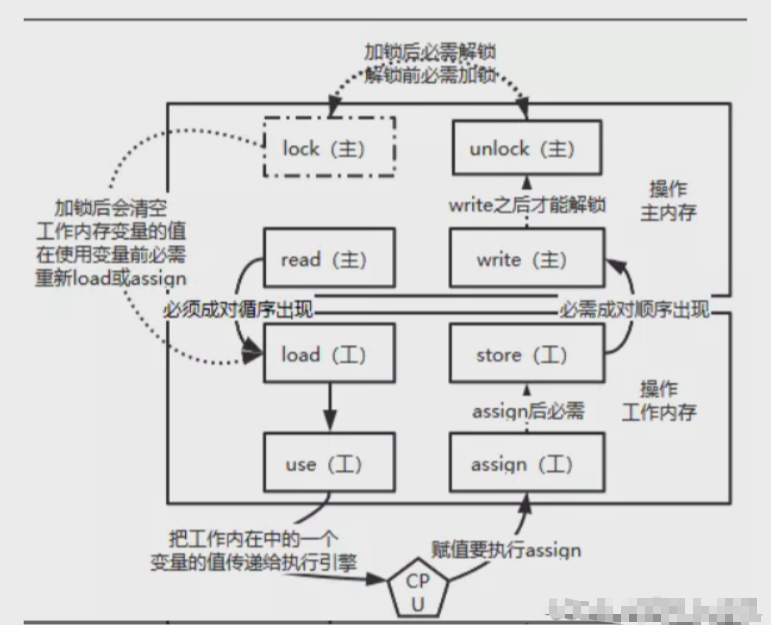 加锁后必需解锁
解锁前必需加锁
lock（主）
unlock（主）
操作
主内存
write之后才能解锁
加锁后会清空
工作内存变量的值
在使用变量前必需
重新load或assign
read（主）
write（主）
必须成对循序出现
必需成对顺序出现
load（工）
store（工）
操作
工作内存
assign后必需
use（工）
assign（工）
把工作内在中的一个
变量的值传递给执行引擎
赋值要执行assign
CP
U